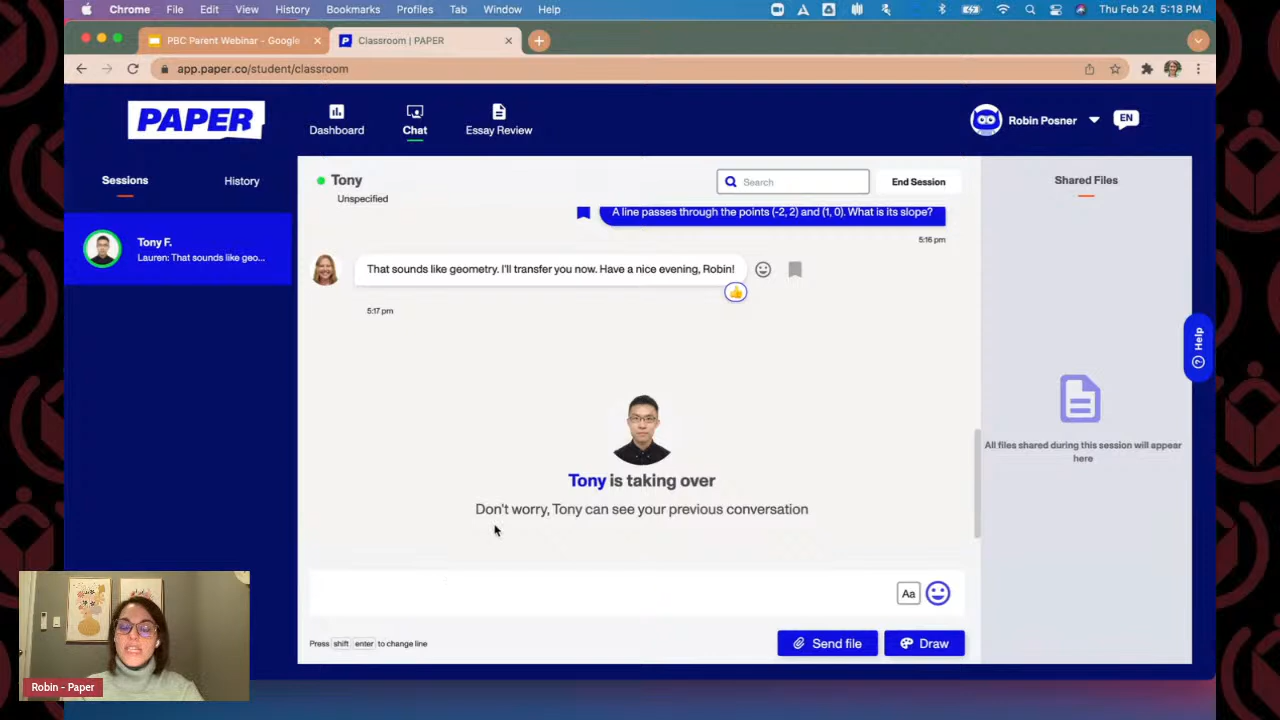 Chrome File Edit View History Bookmarks Profiles Tab Window Help
Thu Feb 24 5:18 PM
PBC Parent Webinar - Google
Classroom | PAPER
app.paper.co/student/classroom
PAPER
Dashboard
Chat
Essay Review
Robin Posner
EN
Sessions
History
Tony
Unspecified
Search
End Session
Shared Files
A line passes through the points (-2, 2) and (1, 0). What is its slope?
5:16 pm
Tony F.
Lauren: That sounds like geo...
That sounds like geometry. I'll transfer you now. Have a nice evening, Robin!
5:17 pm
Help
All files shared during this session will appear
here
Tony is taking over
Don't worry, Tony can see your previous conversation
Aa
Press shift enter to change line
Send file
Draw
Robin - Paper